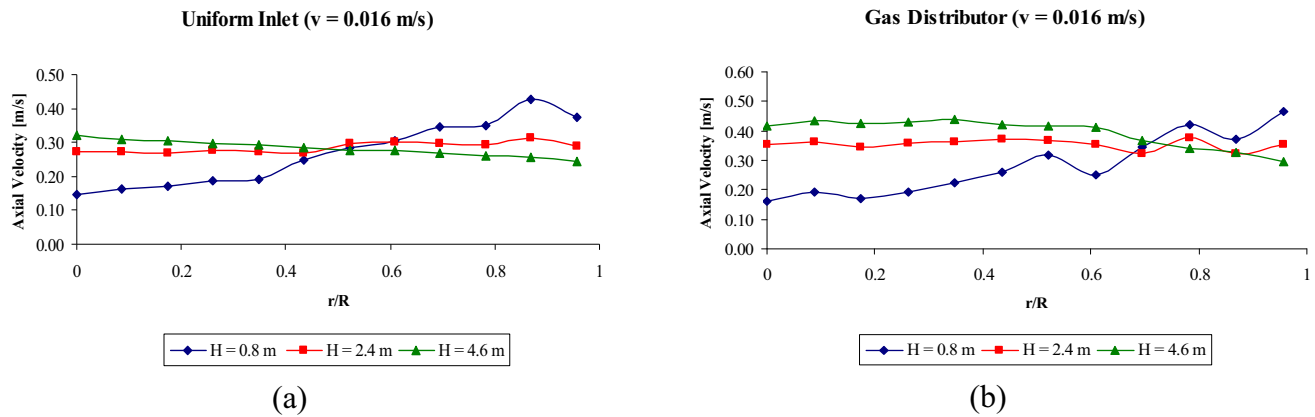 Uniform Inlet (v = 0.016 m/s)
Axial Velocity [m/s]
0.50
0.40
0.30
0.20
0.10
0.00
0 0.2 0.4 0.6 0.8 1
r/R
H = 0.8 m H = 2.4 m H = 4.6 m
(a)
Gas Distributor (v = 0.016 m/s)
Axial Velocity [m/s]
0.60
0.50
0.40
0.30
0.20
0.10
0.00
0 0.2 0.4 0.6 0.8 1
r/R
H = 0.8 m H = 2.4 m H = 4.6 m
(b)